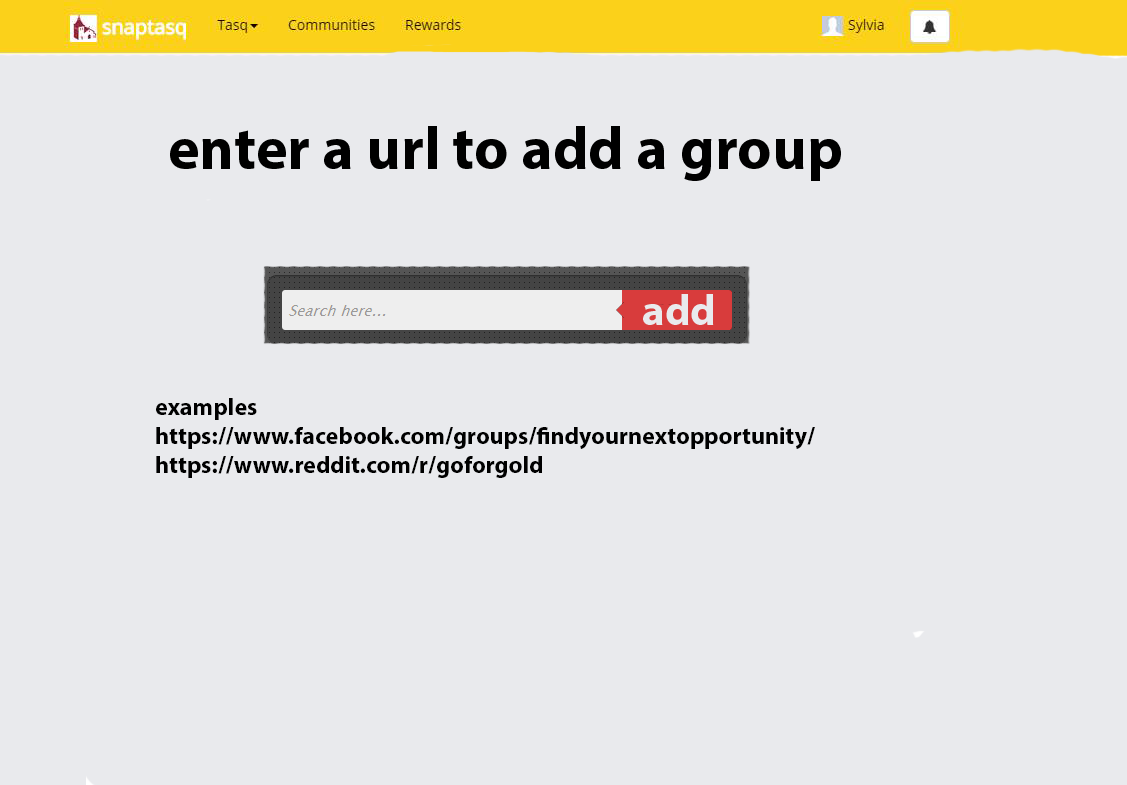 snaptasq Tasq Communities Rewards Sylvia
enter a url to add a group
Search here... add
examples
https://www.facebook.com/groups/findyournextopportunity/
https://www.reddit.com/r/goforgold